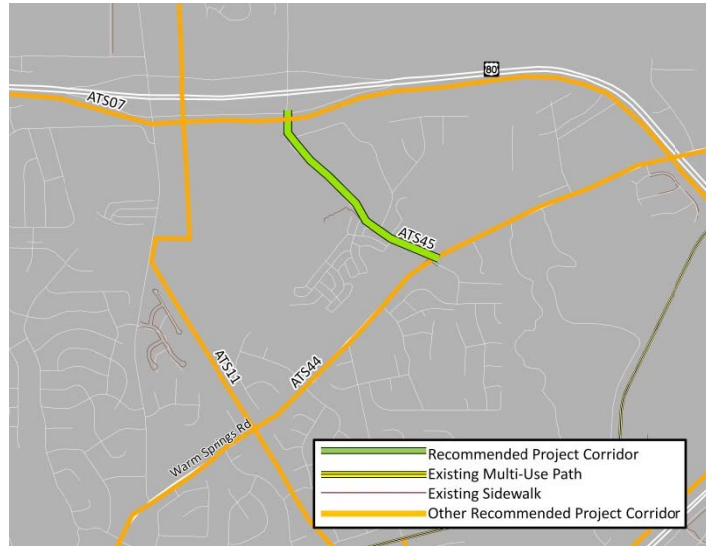 80
ATS07
ATS45
ATS11
ATS44
Warm Springs Rd
Recommended Project Corridor
Existing Multi-Use Path
Existing Sidewalk
Other Recommended Project Corridor